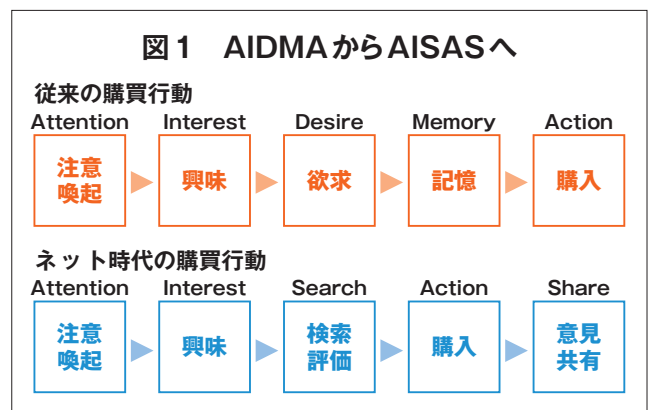 図1 AIDMAからAISASへ
従来の購買行動
Attention Interest Desire Memory Action
注意
喚起
興味
欲求
記憶
購入
ネット時代の購買行動
Attention Interest Search Action Share
注意
喚起
興味
検索
評価
購入
意見
共有